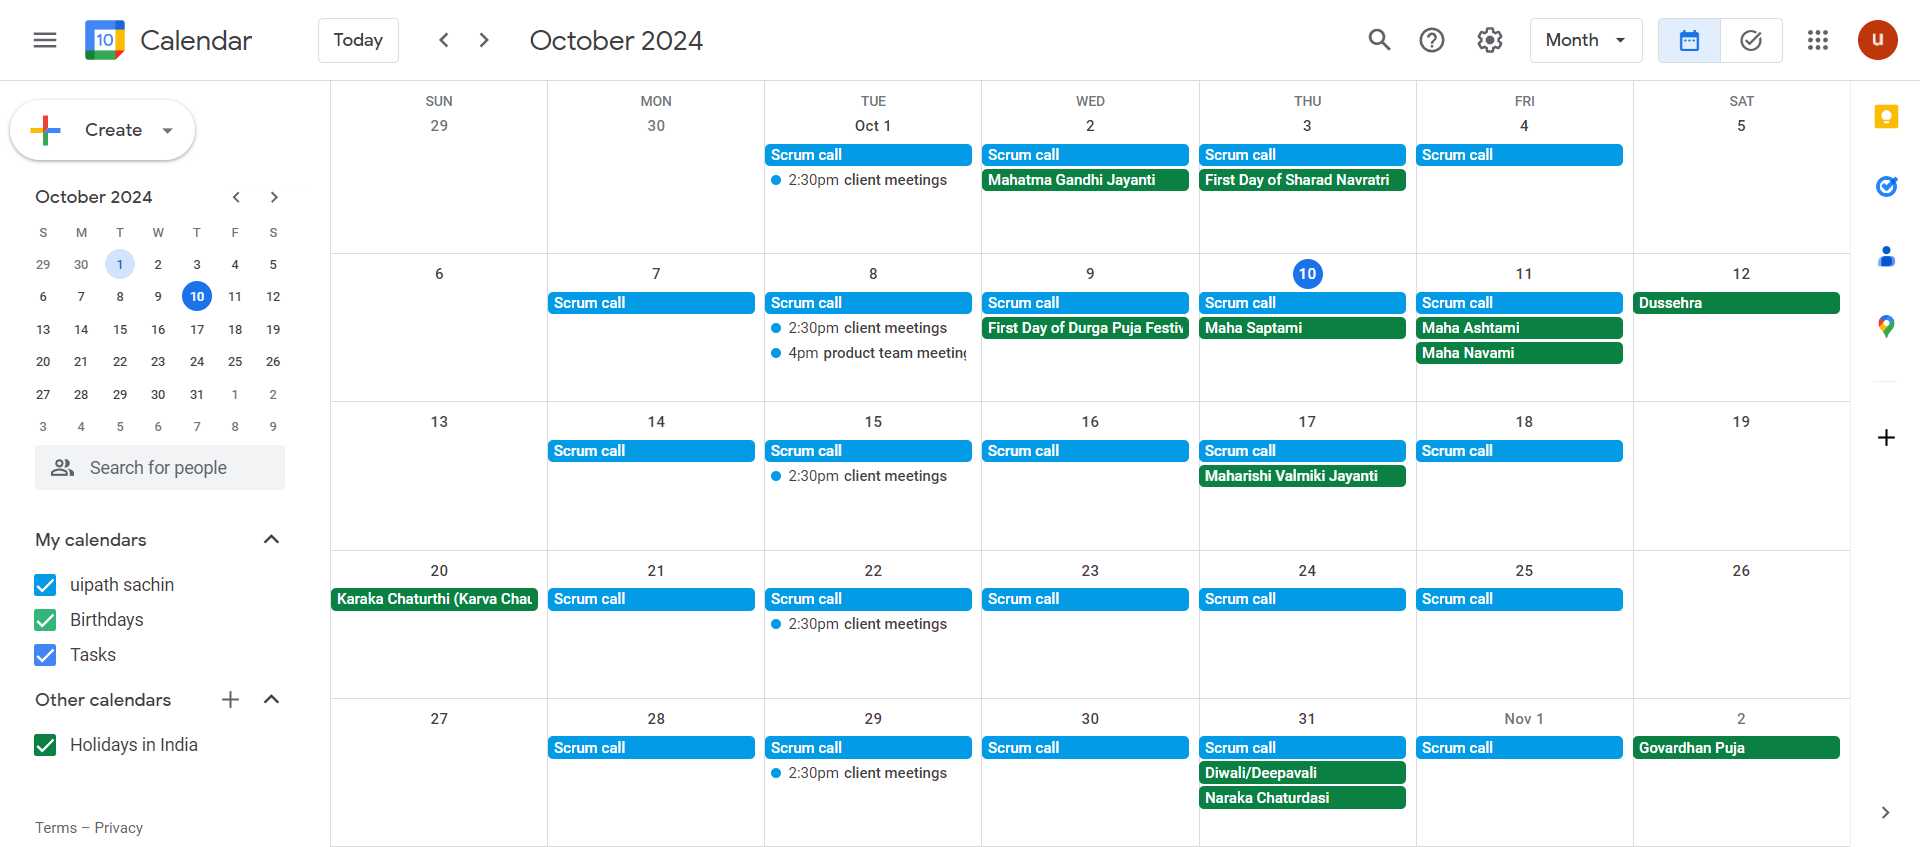 10 Calendar
Today
October 2024
Month
u
Create
October 2024
S M T W T F S
29 30 1 2 3 4 5
6 7 8 9 10 11 12
13 14 15 16 17 18 19
20 21 22 23 24 25 26
27 28 29 30 31 1 2
3 4 5 6 7 8 9
Search for people
My calendars
uipath sachin
Birthdays
Tasks
Other calendars
Holidays in India
Terms – Privacy
SUN MON TUE WED THU FRI SAT
29 30 Oct 1 2 3 4 5
Scrum call Scrum call Scrum call Scrum call
2:30pm client meetings Mahatma Gandhi Jayanti First Day of Sharad Navratri
6 7 8 9 10 11 12
Scrum call Scrum call Scrum call Scrum call Scrum call Dussehra
2:30pm client meetings First Day of Durga Puja Festiv Maha Saptami Maha Ashtami
4pm product team meeting Maha Navami
13 14 15 16 17 18 19
Scrum call Scrum call Scrum call Scrum call Scrum call
2:30pm client meetings Maharishi Valmiki Jayanti
20 21 22 23 24 25 26
Karaka Chaturthi (Karva Chau Scrum call Scrum call Scrum call Scrum call Scrum call
2:30pm client meetings
27 28 29 30 31 Nov 1 2
Scrum call Scrum call Scrum call Scrum call Scrum call Govardhan Puja
2:30pm client meetings Diwali/Deepavali
Naraka Chaturdasi